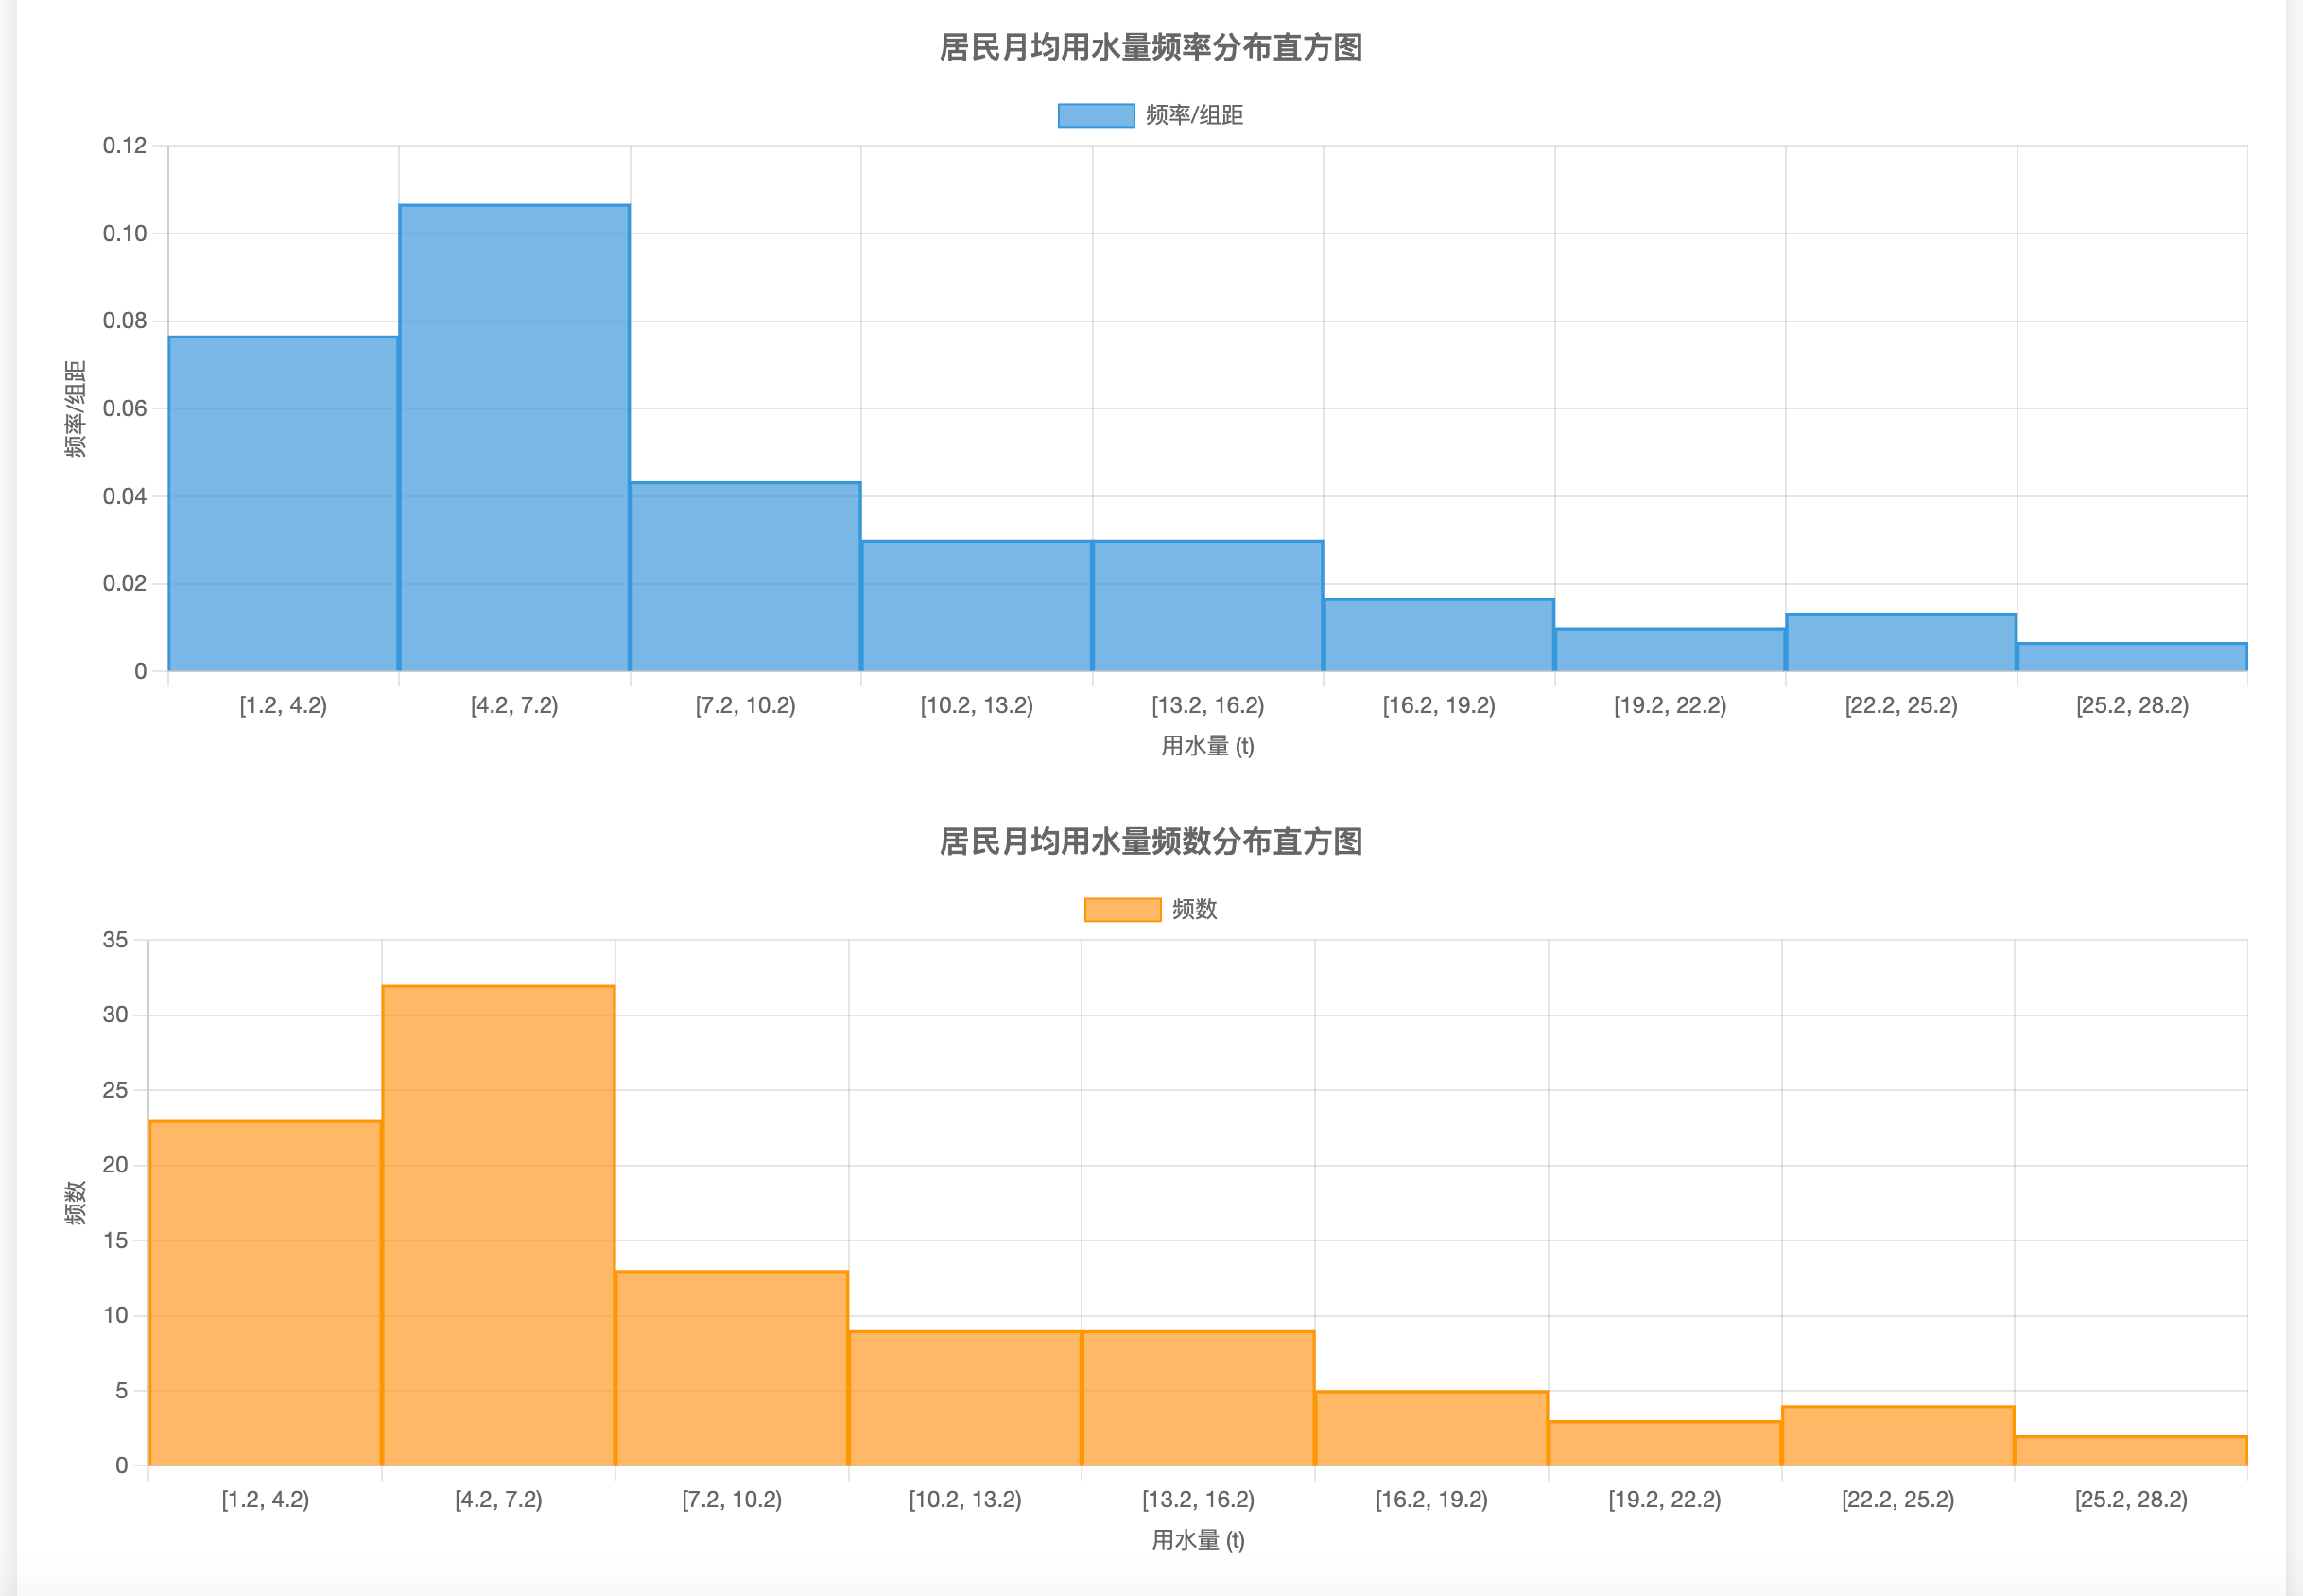 居民月均用水量频率分布直方图
频率/组距
0.12
0.10
0.08
0.06
0.04
0.02
0
频率/组距
[1.2, 4.2) [4.2, 7.2) [7.2, 10.2) [10.2, 13.2) [13.2, 16.2) [16.2, 19.2) [19.2, 22.2) [22.2, 25.2) [25.2, 28.2)
用水量 (t)
居民月均用水量频数分布直方图
频数
35
30
25
20
15
10
5
0
频数
[1.2, 4.2) [4.2, 7.2) [7.2, 10.2) [10.2, 13.2) [13.2, 16.2) [16.2, 19.2) [19.2, 22.2) [22.2, 25.2) [25.2, 28.2)
用水量 (t)